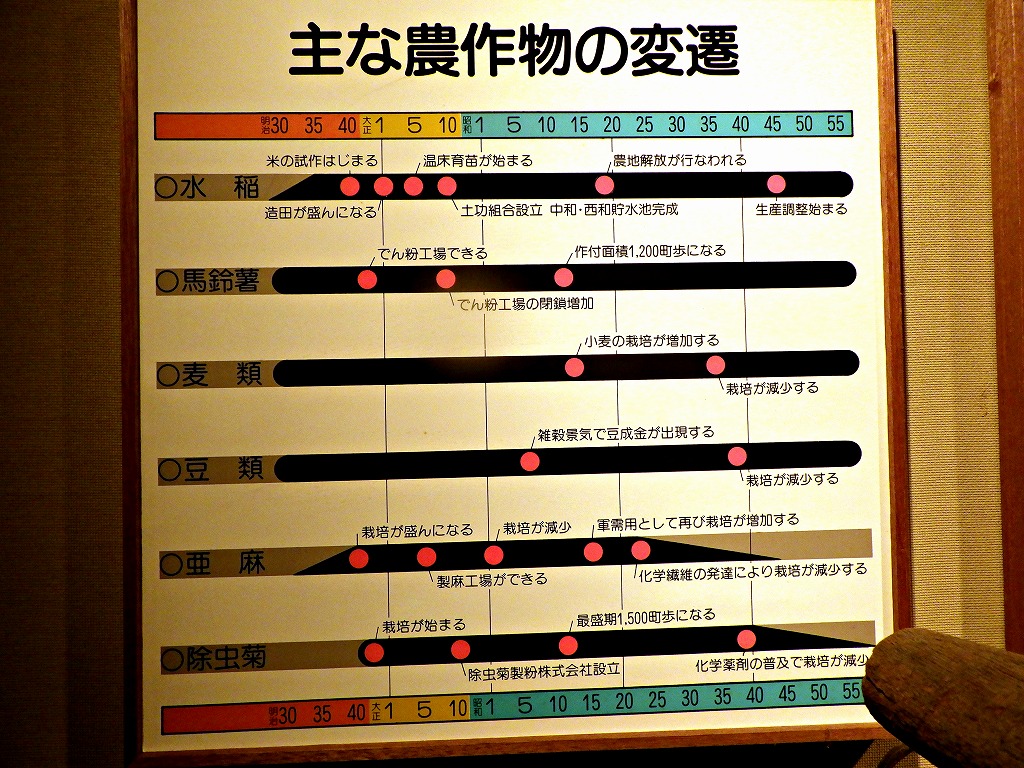 主な農作物の変遷
明治30 35 40 大正1 5 10 昭和1 5 10 15 20 25 30 35 40 45 50 55
米の試作はじまる 温床育苗が始まる 農地解放が行なわれる
○水 稲
造田が盛んになる 土功組合設立 中和・西和貯水池完成 生産調整始まる
でん粉工場できる 作付面積1,200町歩になる
○馬鈴薯
でん粉工場の閉鎖増加
小麦の栽培が増加する
○麦 類
栽培が減少する
雑穀景気で豆成金が出現する
○豆 類
栽培が減少する
栽培が盛んになる 栽培が減少 軍需用として再び栽培が増加する
○亜 麻
製麻工場ができる 化学繊維の発達により栽培が減少する
栽培が始まる 最盛期1,500町歩になる
○除虫菊
除虫菊製粉株式会社設立 化学薬剤の普及で栽培が減少
明治30 35 40 大正1 5 10 昭和1 5 10 15 20 25 30 35 40 45 50 55